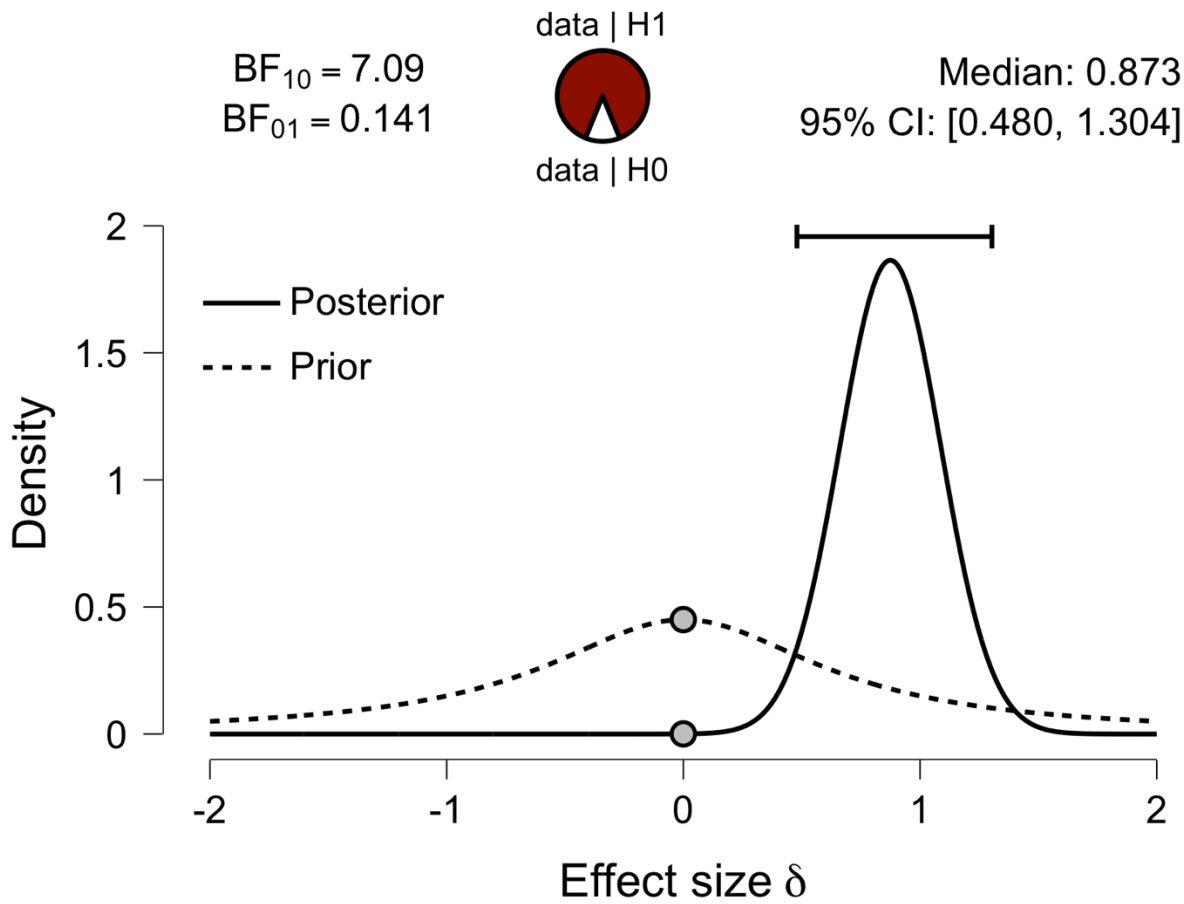 data | H1
BF10 = 7.09
BF01 = 0.141
Median: 0.873
95% CI: [0.480, 1.304]
data | H0
2
1.5
1
0.5
0
Density
Posterior
Prior
-2
-1
0
1
2
Effect size δ